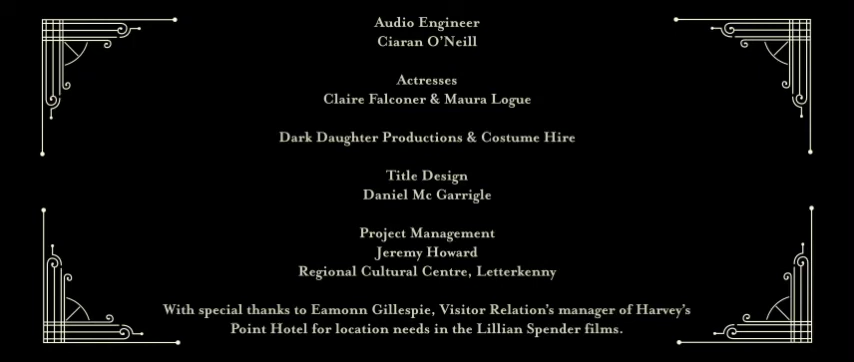 Audio Engineer
Ciaran O'Neill
Actresses
Claire Falconer & Maura Logue
Dark Daughter Productions & Costume Hire
Title Design
Daniel Mc Garrigle
Project Management
Jeremy Howard
Regional Cultural Centre, Letterkenny
With special thanks to Eamonn Gillespie, Visitor Relation's manager of Harvey's
Point Hotel for location needs in the Lillian Spender films.